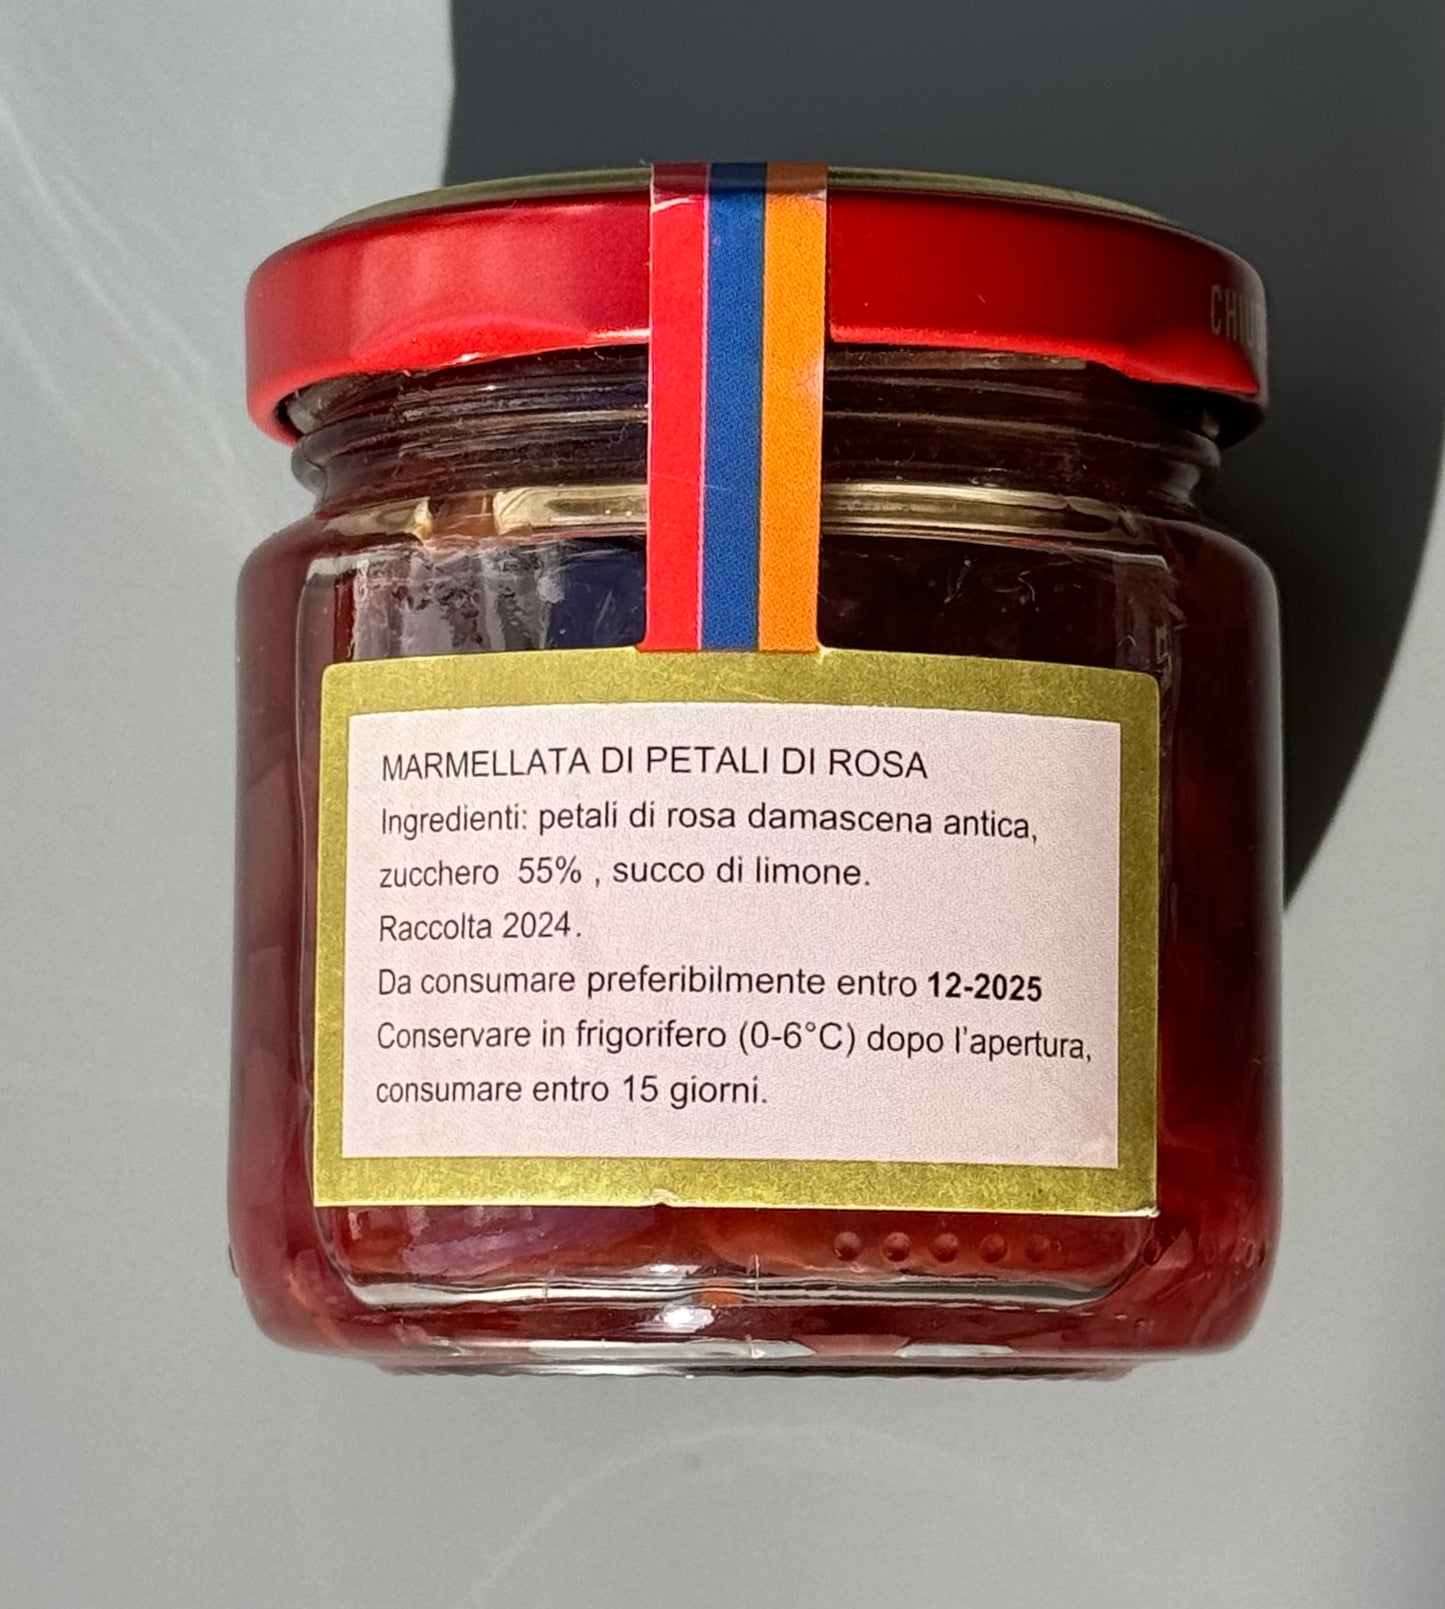 MARMELLATA DI PETALI DI ROSA
Ingredienti: petali di rosa damascena antica,
zucchero 55% , succo di limone.
Raccolta 2024.
Da consumare preferibilmente entro 12-2025
Conservare in frigorifero (0-6°C) dopo l'apertura,
consumare entro 15 giorni.